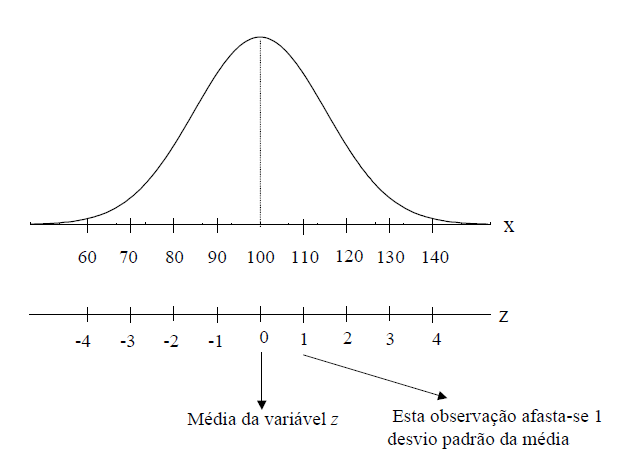 X
60 70 80 90 100 110 120 130 140
Z
-4 -3 -2 -1 0 1 2 3 4
Média da variável z
Esta observação afasta-se 1
desvio padrão da média